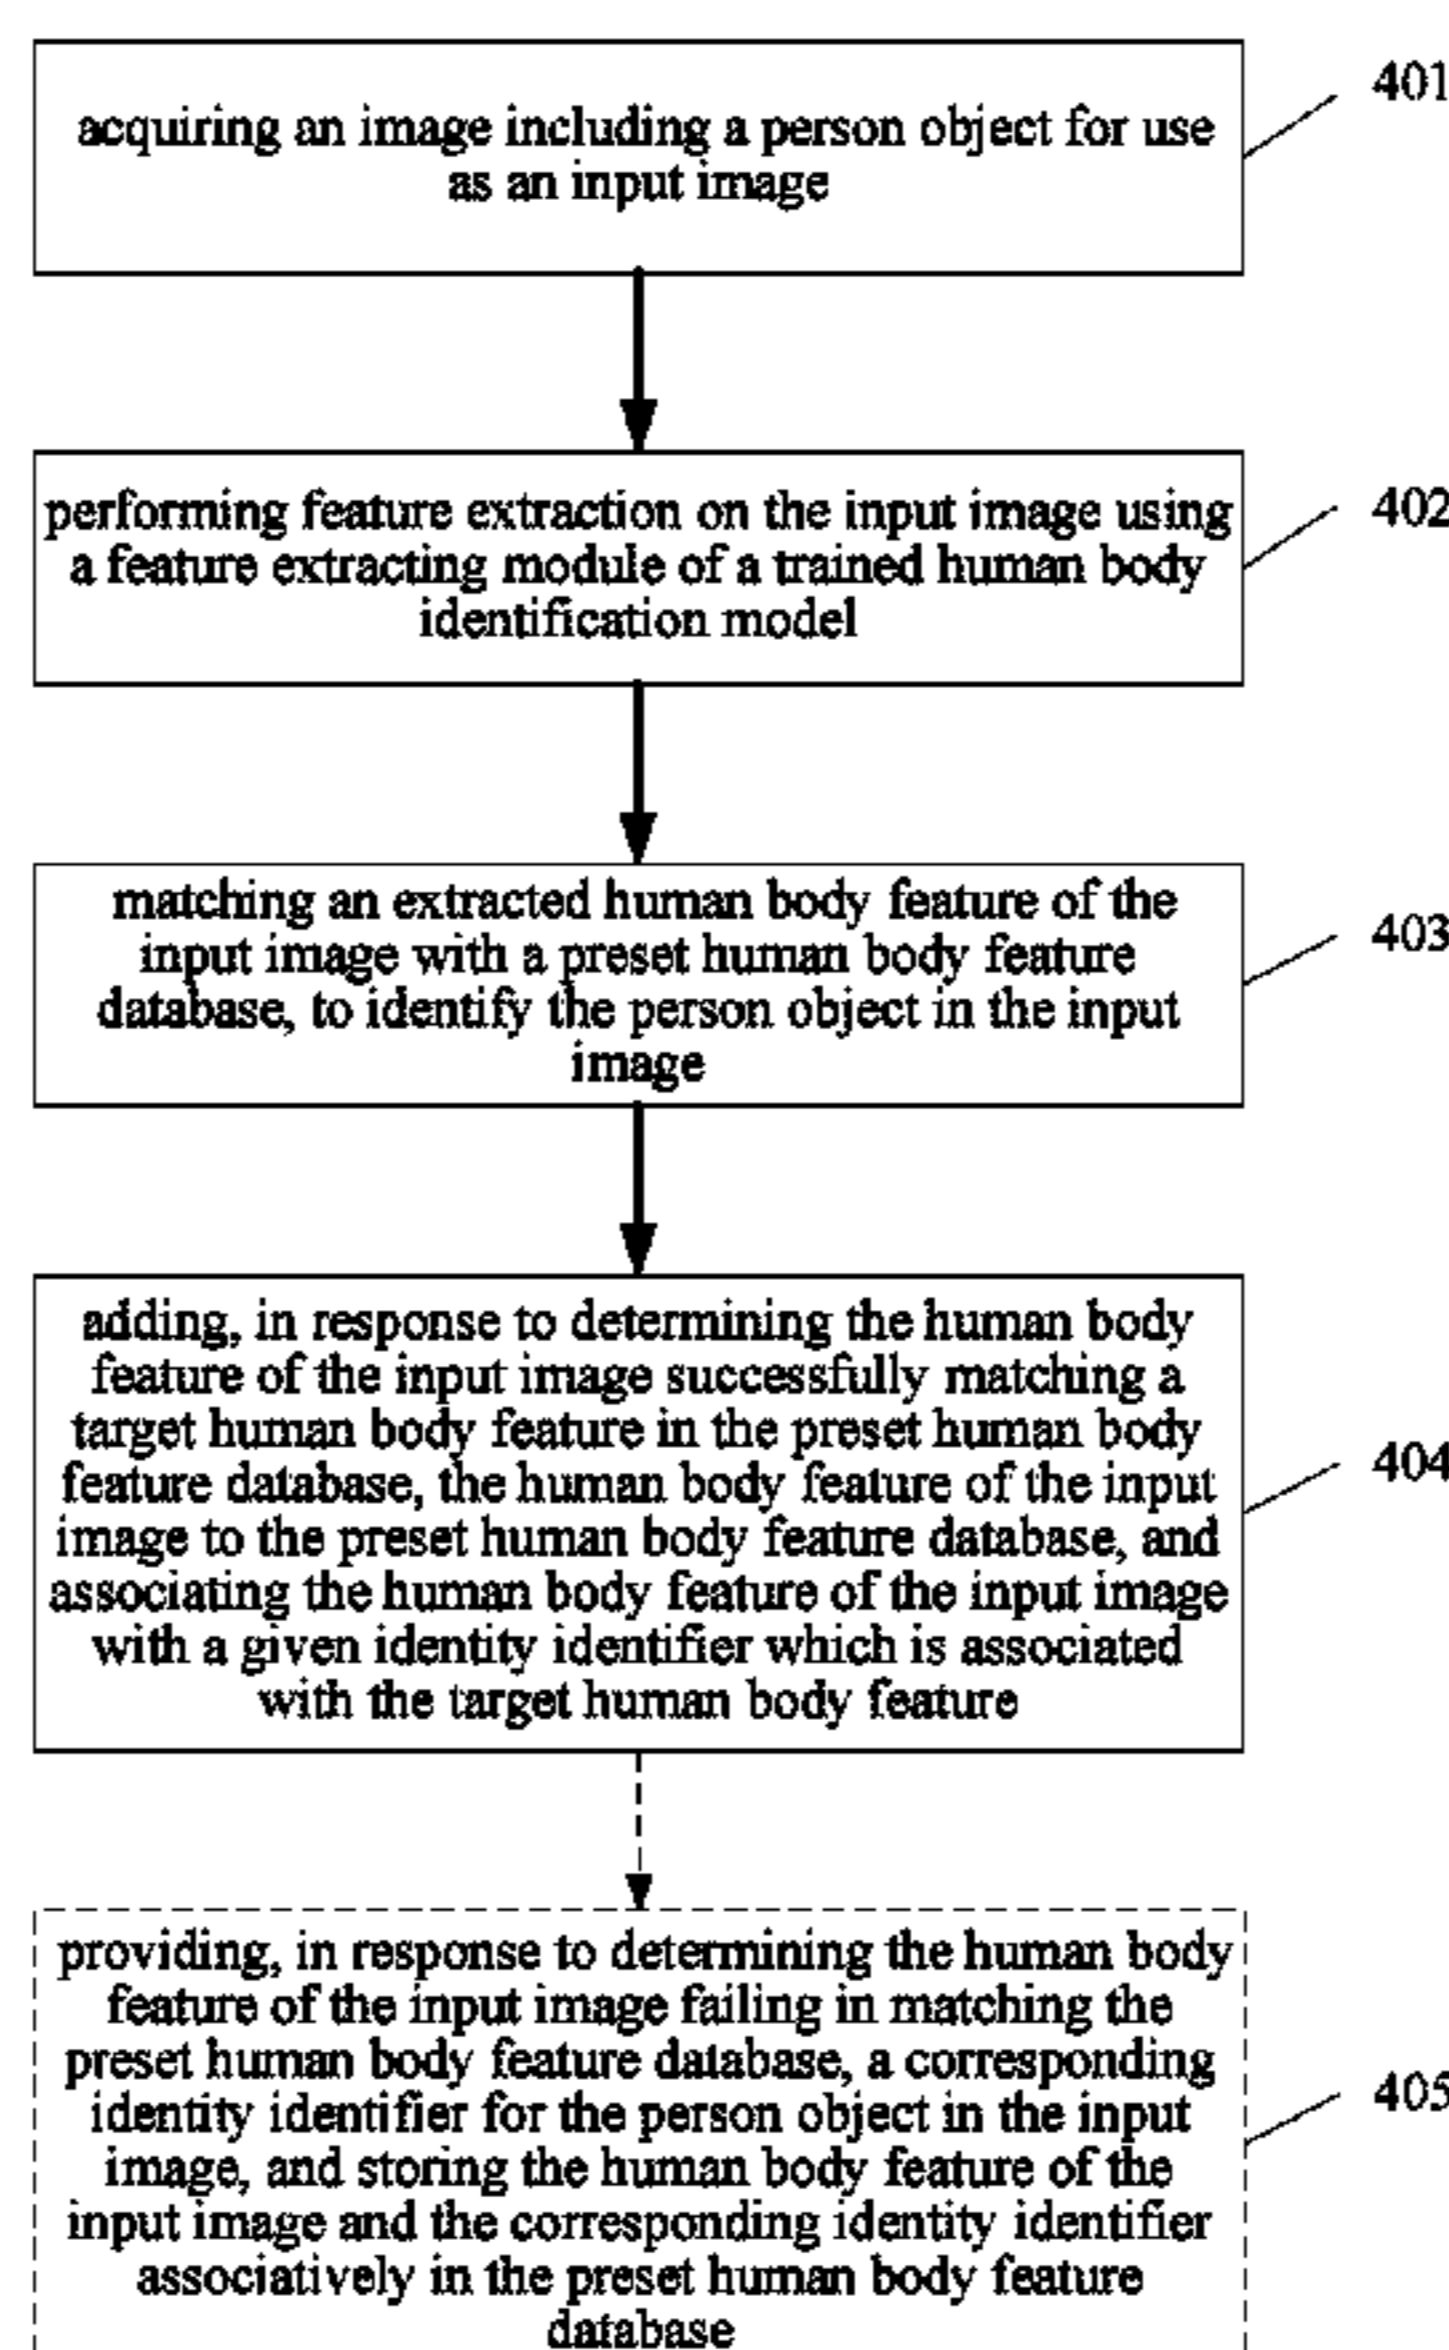 acquiring an image including a person object for use
as an input image
401
performing feature extraction on the input image using
a feature extracting module of a trained human body
identification model
402
matching an extracted human body feature of the
input image with a preset human body feature
database, to identify the person object in the input
image
403
adding, in response to determining the human body
feature of the input image successfully matching a
target human body feature in the preset human body
feature database, the human body feature of the input
image to the preset human body feature database, and
associating the human body feature of the input image
with a given identity identifier which is associated
with the target human body feature
404
providing, in response to determining the human body
feature of the input image failing in matching the
preset human body feature database, a corresponding
identity identifier for the person object in the input
image, and storing the human body feature of the
input image and the corresponding identity identifier
associatively in the preset human body feature
database
405